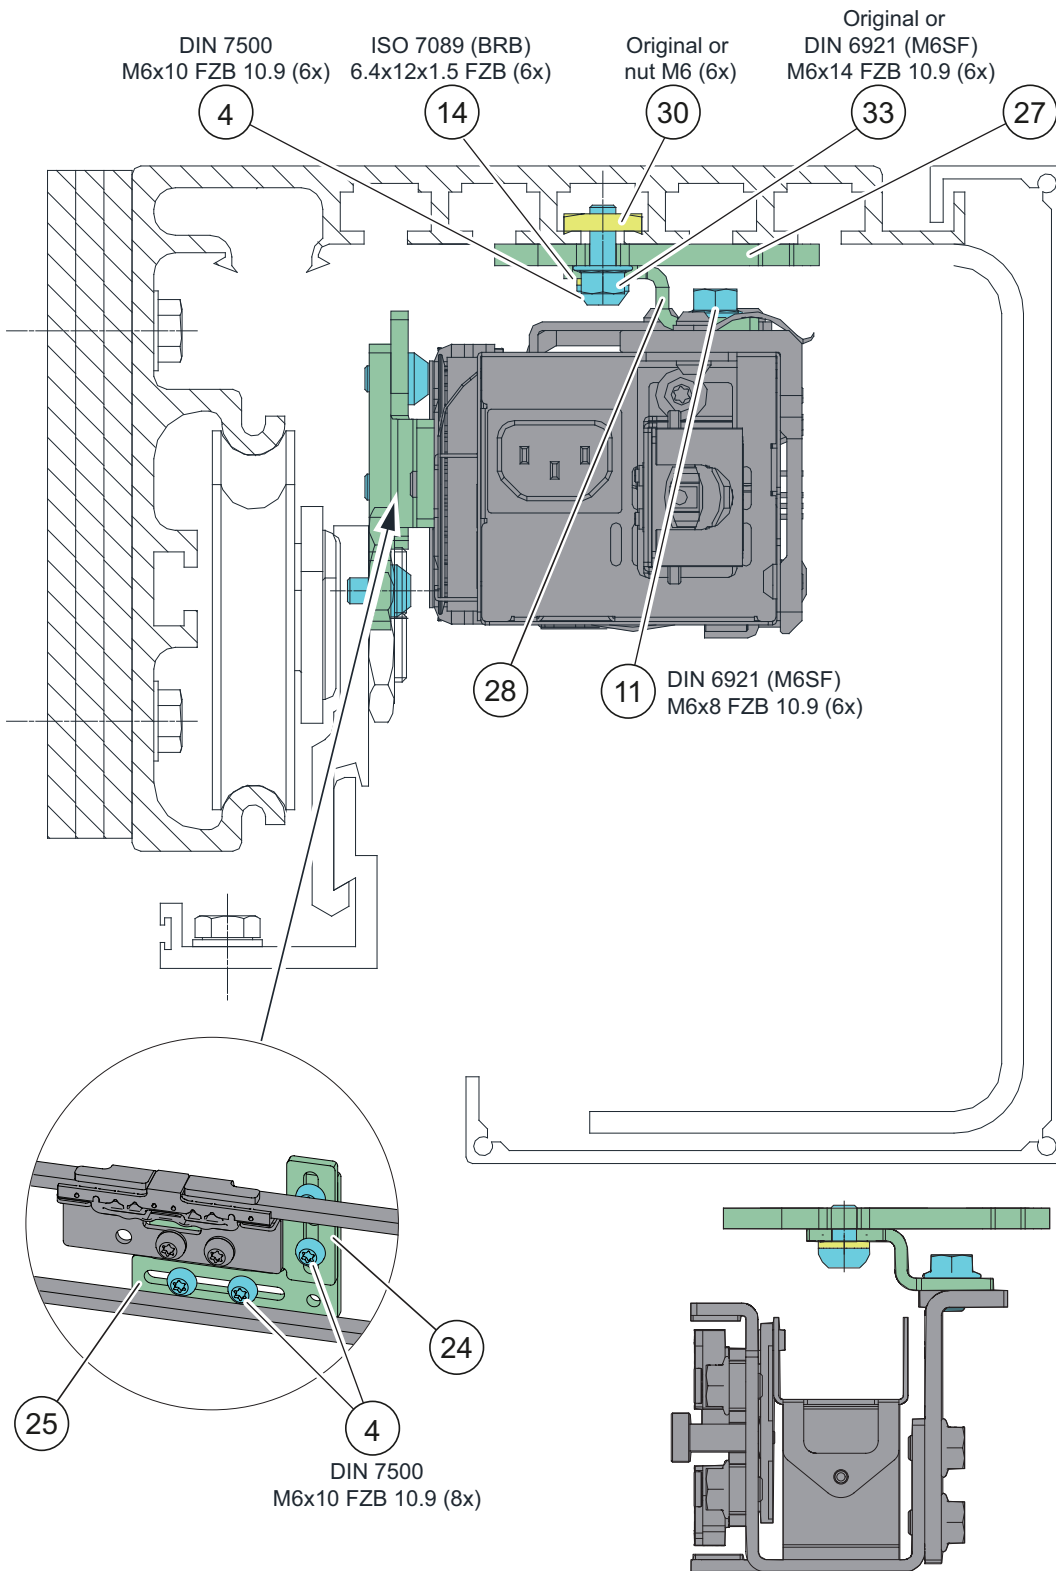 DIN 7500
M6x10 FZB 10.9 (6x)
4
ISO 7089 (BRB)
6.4x12x1.5 FZB (6x)
14
Original or
nut M6 (6x)
30
Original or
DIN 6921 (M6SF)
M6x14 FZB 10.9 (6x)
33
27
28
11
DIN 6921 (M6SF)
M6x8 FZB 10.9 (6x)
24
25
4
DIN 7500
M6x10 FZB 10.9 (8x)